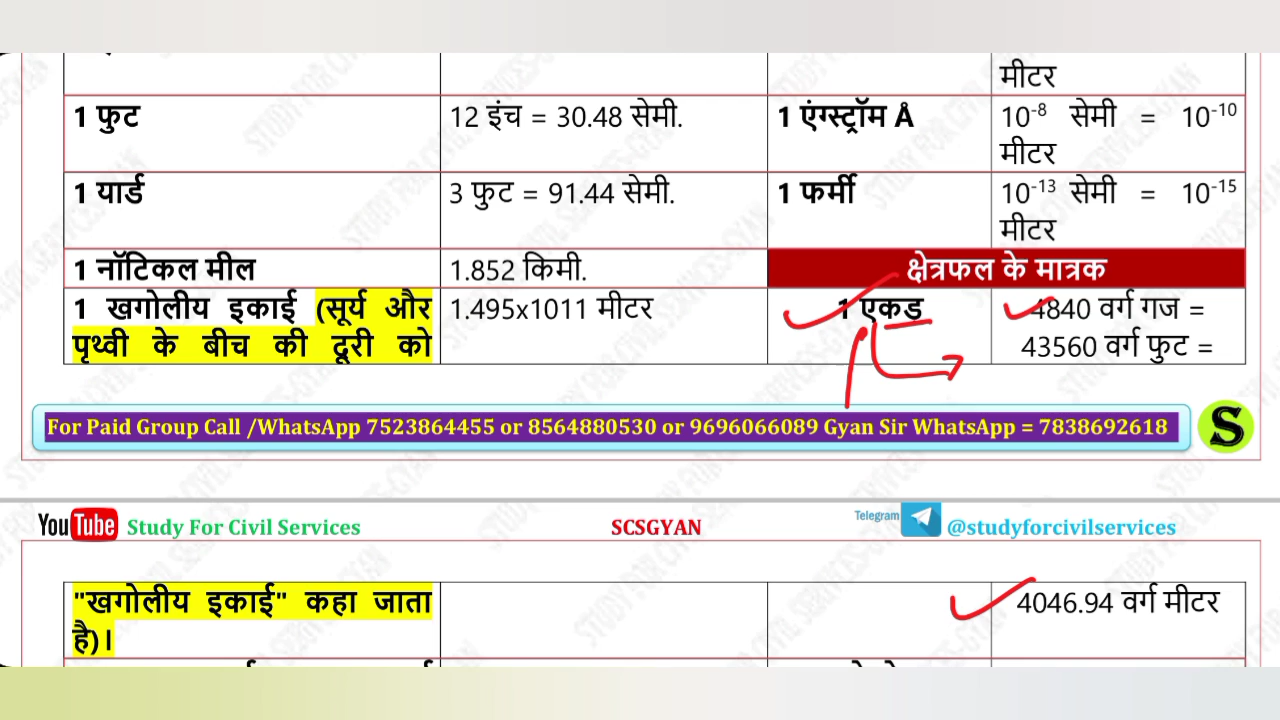 मीटर
1 फुट 12 इंच = 30.48 सेमी. 1 एंग्स्ट्रॉम Å 10⁻⁸ सेमी = 10⁻¹⁰
मीटर
1 यार्ड 3 फुट = 91.44 सेमी. 1 फर्मी 10⁻¹³ सेमी = 10⁻¹⁵
मीटर
1 नॉटिकल मील 1.852 किमी. क्षेत्रफल के मात्रक
1 खगोलीय इकाई (सूर्य और 1.495x1011 मीटर 1 एकड 4840 वर्ग गज =
पृथ्वी के बीच की दूरी को 43560 वर्ग फुट =
For Paid Group Call /WhatsApp 7523864455 or 8564880530 or 9696066089 Gyan Sir WhatsApp = 7838692618 S
YouTube Study For Civil Services SCSGYAN Telegram @studyforcivilservices
"खगोलीय इकाई" कहा जाता 4046.94 वर्ग मीटर
है)।